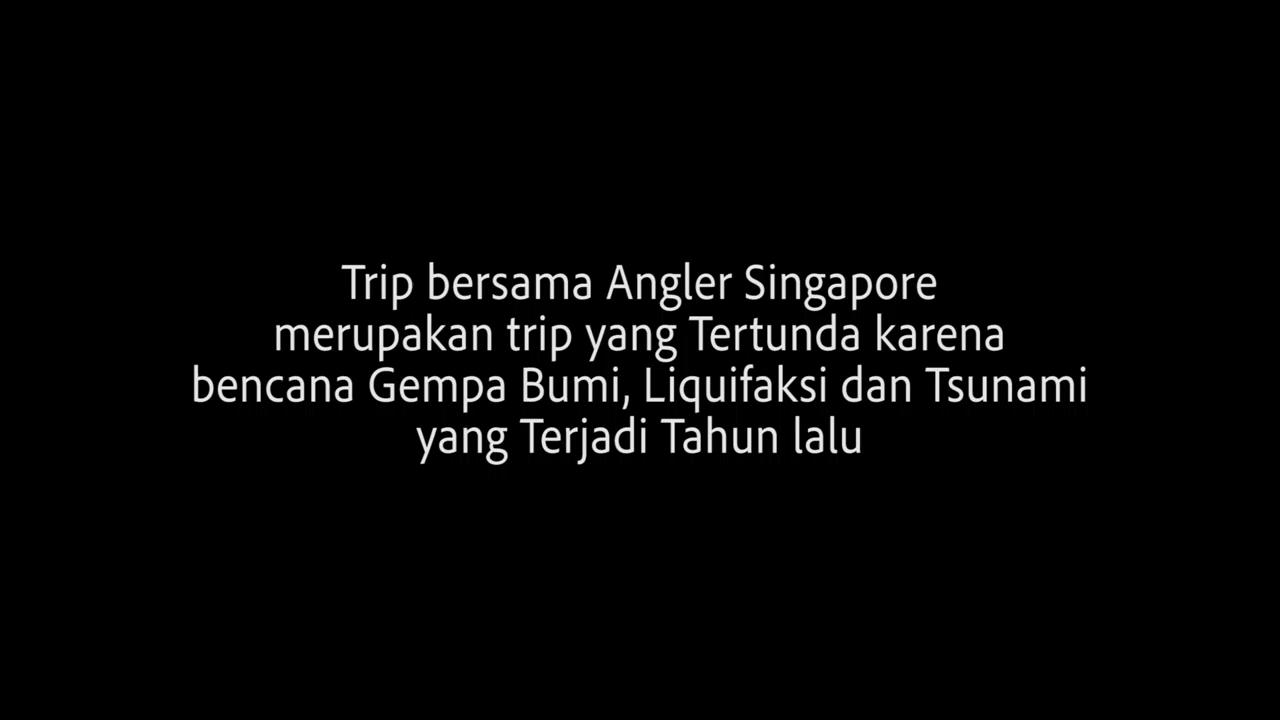 Trip bersama Angler Singapore
merupakan trip yang Tertunda karena
bencana Gempa Bumi, Liquifaksi dan Tsunami
yang Terjadi Tahun lalu